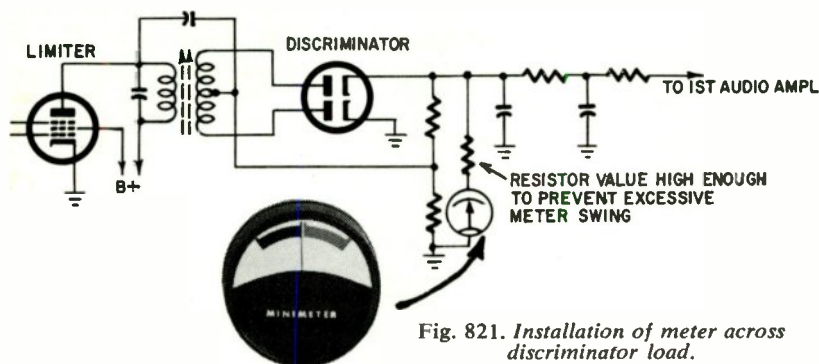 LIMITER
DISCRIMINATOR
TO 1ST AUDIO AMPL
B+
RESISTOR VALUE HIGH ENOUGH
TO PREVENT EXCESSIVE
METER SWING
MINIMETER
Fig. 821. Installation of meter across
discriminator load.